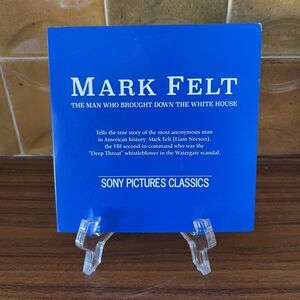 MARK FELT
THE MAN WHO BROUGHT DOWN THE WHITE HOUSE
Tells the true story of the most anonymous man
in American history: Mark Felt (Liam Neeson),
the FBI second-in-command who was the
"Deep Throat" whistleblower in the Watergate scandal.
SONY PICTURES CLASSICS